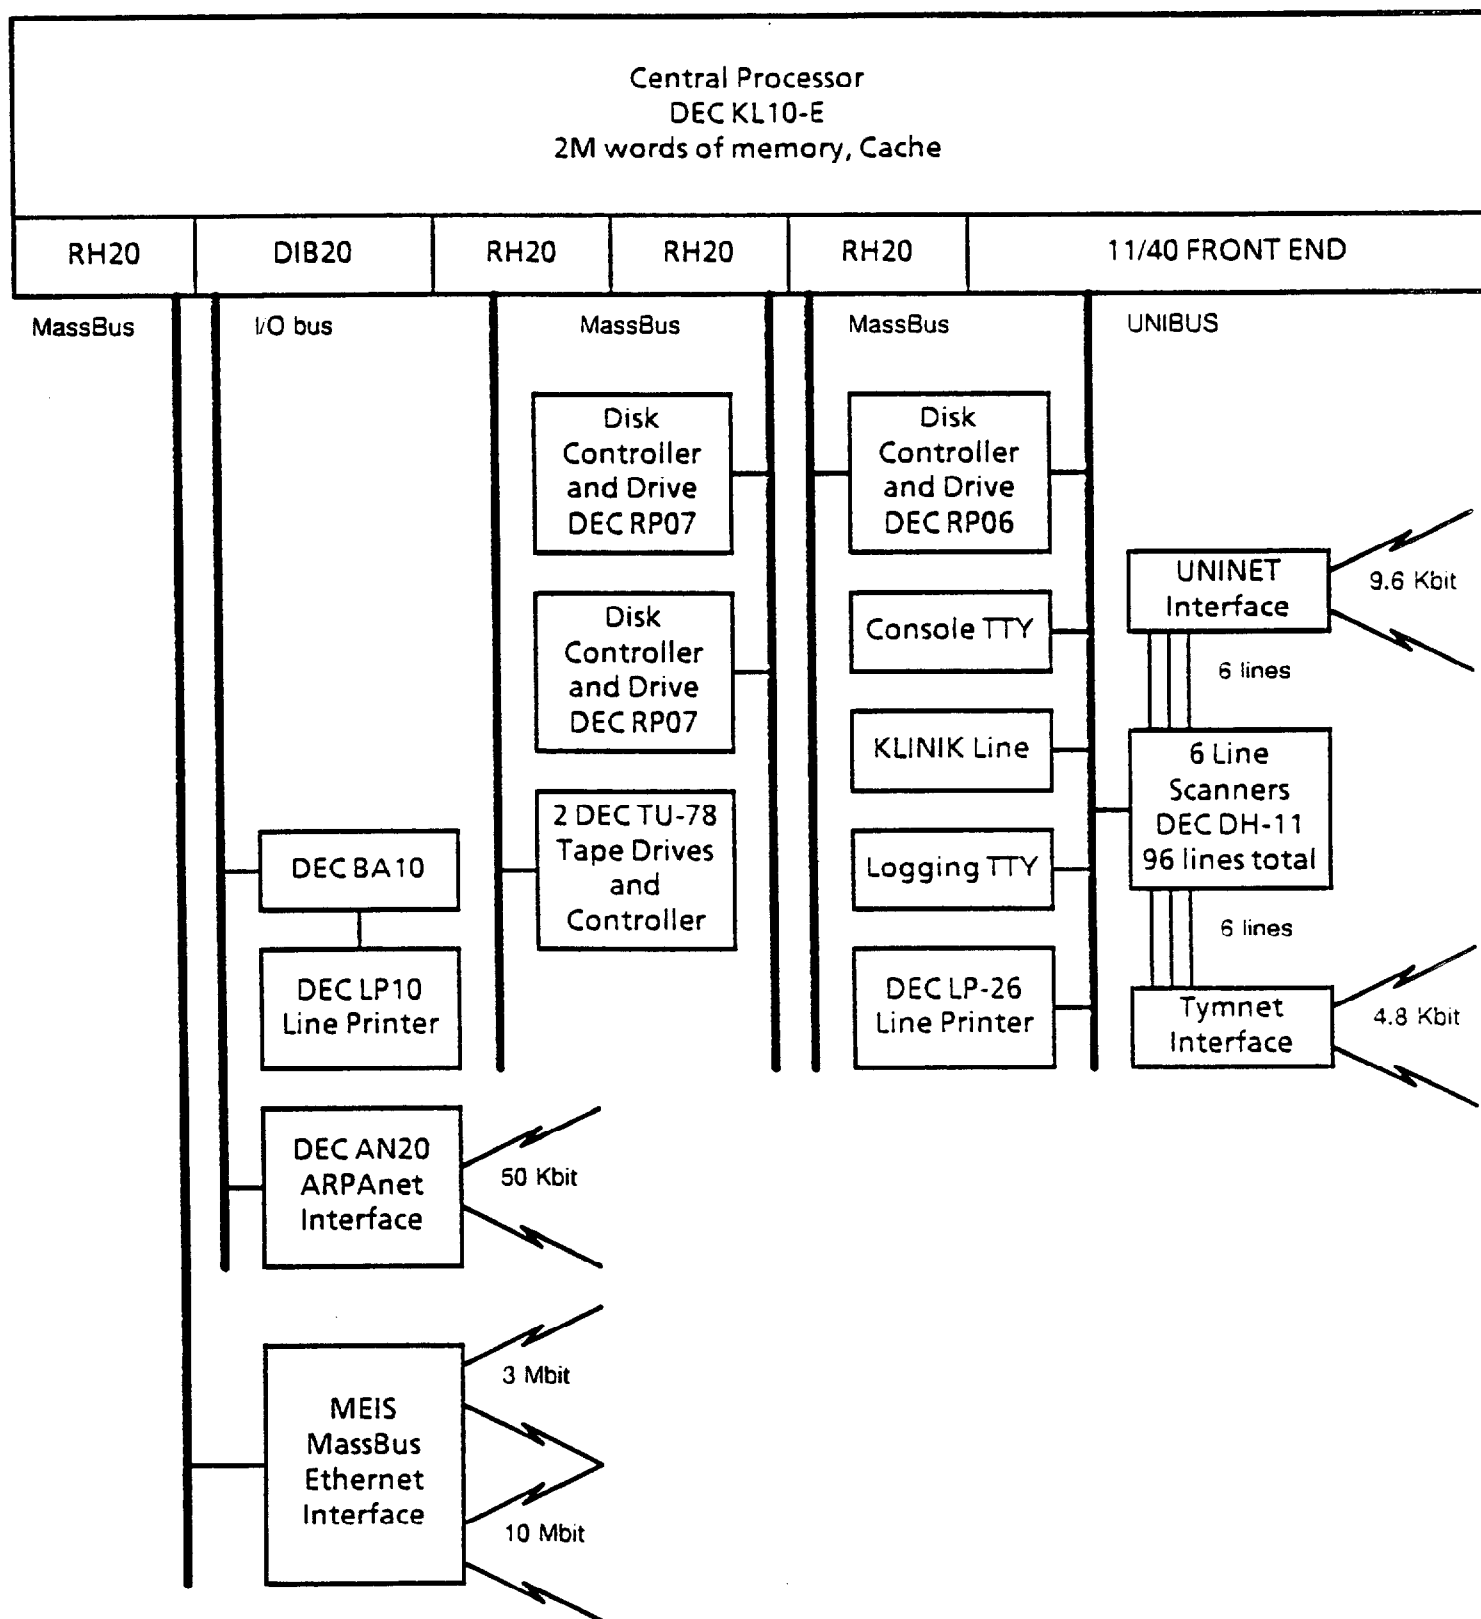 Central Processor
DEC KL10-E
2M words of memory, Cache
RH20
DIB20
RH20
RH20
RH20
11/40 FRONT END
MassBus
I/O bus
MassBus
MassBus
UNIBUS
Disk
Controller
and Drive
DEC RP07
Disk
Controller
and Drive
DEC RP06
UNINET
Interface
9.6 Kbit
Disk
Controller
and Drive
DEC RP07
Console TTY
6 lines
KLINIK Line
6 Line
Scanners
DEC DH-11
96 lines total
2 DEC TU-78
Tape Drives
and
Controller
DEC BA10
Logging TTY
6 lines
DEC LP10
Line Printer
DEC LP-26
Line Printer
Tymnet
Interface
4.8 Kbit
DEC AN20
ARPAnet
Interface
50 Kbit
MEIS
MassBus
Ethernet
Interface
3 Mbit
10 Mbit